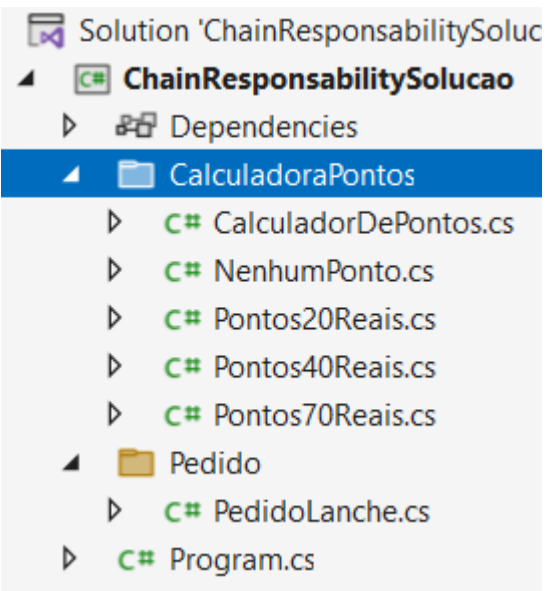 Solution 'ChainResponsabilitySoluc
C# ChainResponsabilitySolucao
Dependencies
CalculadoraPontos
C# CalculadorDePontos.cs
C# NenhumPonto.cs
C# Pontos20Reais.cs
C# Pontos40Reais.cs
C# Pontos70Reais.cs
Pedido
C# PedidoLanche.cs
C# Program.cs